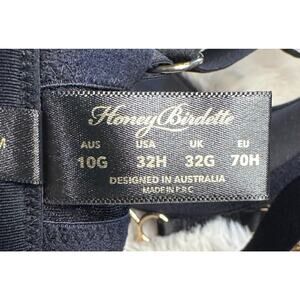 Honey Birdette
AUS USA UK EU
10G 32H 32G 70H
DESIGNED IN AUSTRALIA
MADE IN P.R.C
M